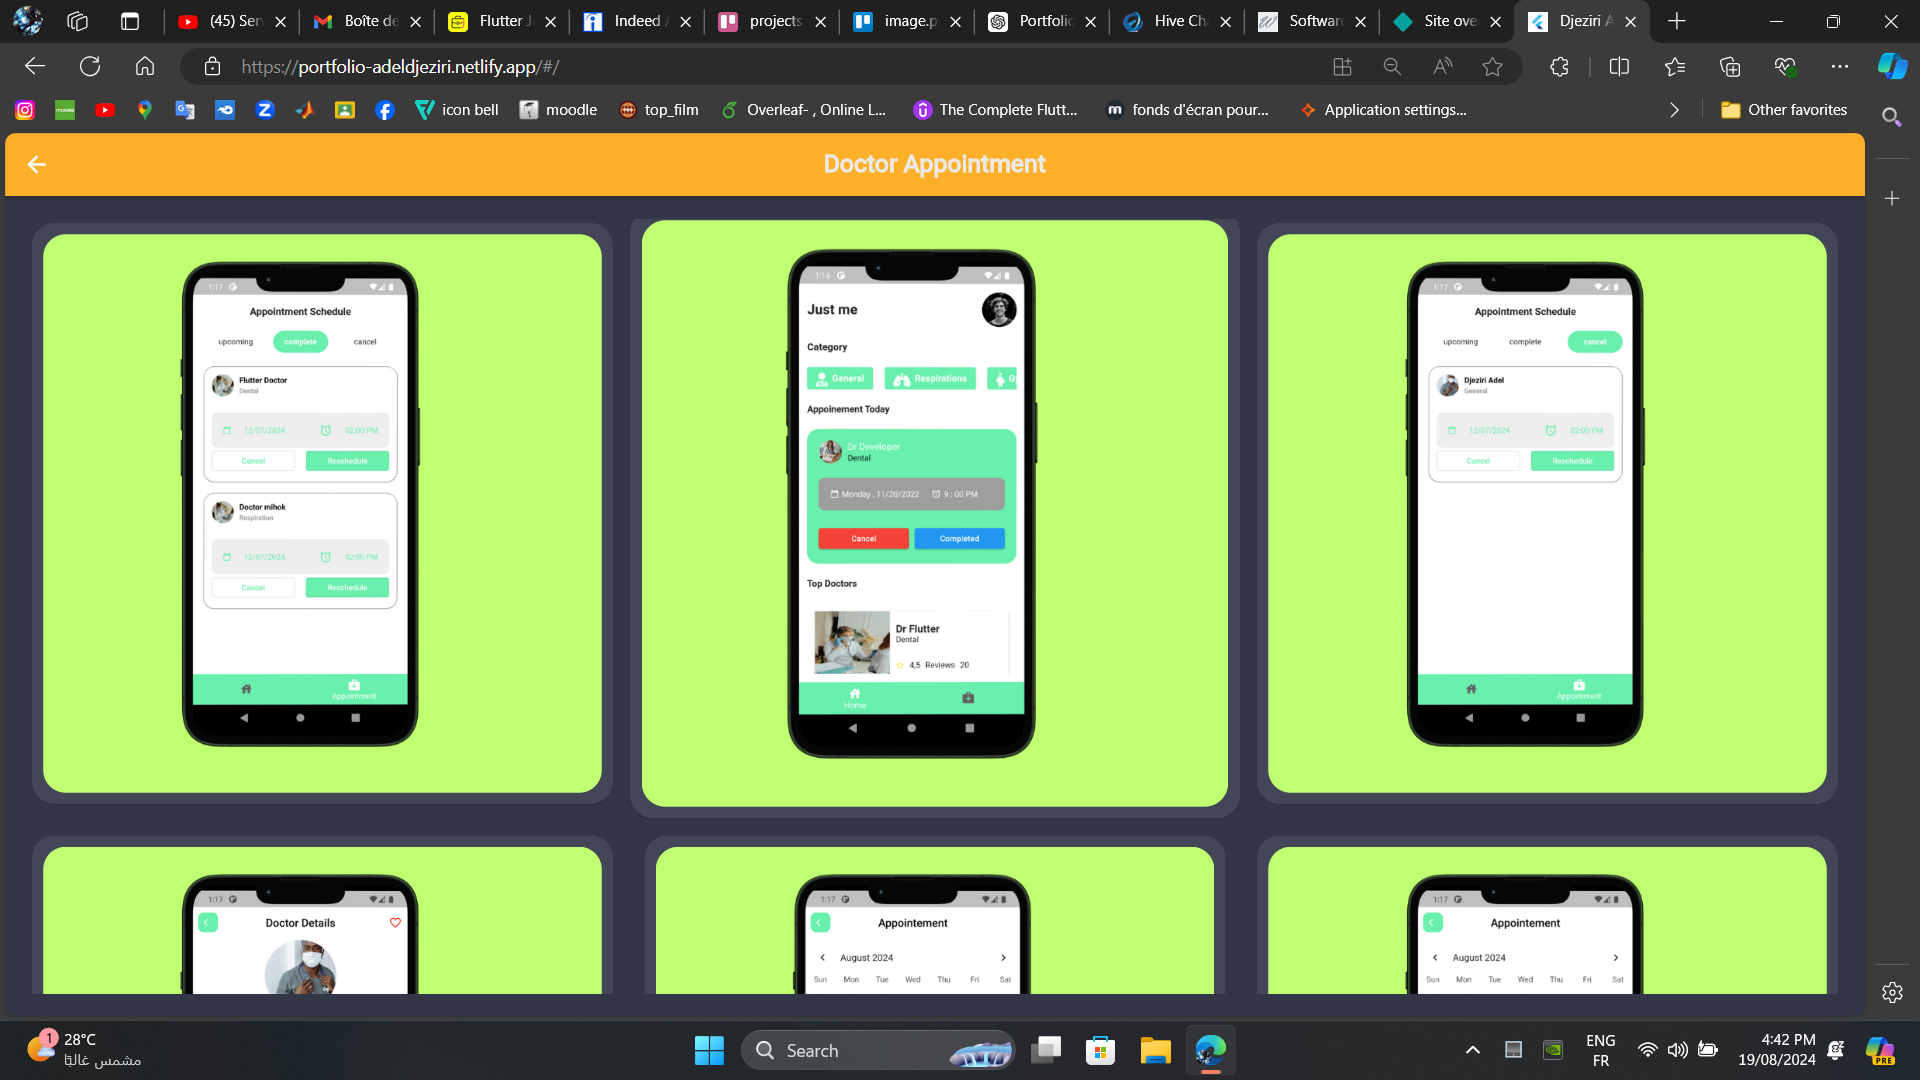 (45) Ser
Boîte de
Flutter J
Indeed A
projects
image.p
Portfolio
Hive Ch
Software
Site ove
Djeziri A
https://portfolio-adeldjeziri.netlify.app/#/
icon bell
moodle
top_film
Overleaf- , Online L...
The Complete Flutt...
fonds d'écran pour...
Application settings...
Other favorites
Doctor Appointment
1:17
Appointment Schedule
upcoming complete cancel
Flutter Doctor
Dental
12/07/2024 02:00 PM
Cancel Reschedule
Doctor mihok
Respiration
12/07/2024 02:00 PM
Cancel Reschedule
Appointment
1:16
Just me
Category
General Respirations Gy
Appoinement Today
Dr Developer
Dental
Monday , 11/28/2022 9 : 00 PM
Cancel Completed
Top Doctors
Dr Flutter
Dental
4,5 Reviews 20
Home
1:17
Appointment Schedule
upcoming complete cancel
Djeziri Adel
General
12/07/2024 02:00 PM
Cancel Reschedule
Appointment
1:17
Doctor Details
1:17
Appointement
August 2024
Sun Mon Tue Wed Thu Fri Sat
1:17
Appointement
August 2024
Sun Mon Tue Wed Thu Fri Sat
1
28°C
مشمس غالبًا
Search
ENG
FR
4:42 PM
19/08/2024
PRE